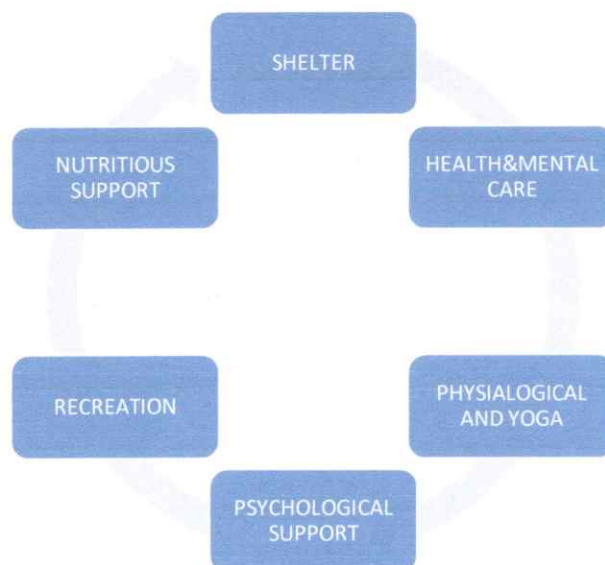 SHELTER
HEALTH&MENTAL
CARE
PHYSIALOGICAL
AND YOGA
PSYCHOLOGICAL
SUPPORT
RECREATION
NUTRITIOUS
SUPPORT